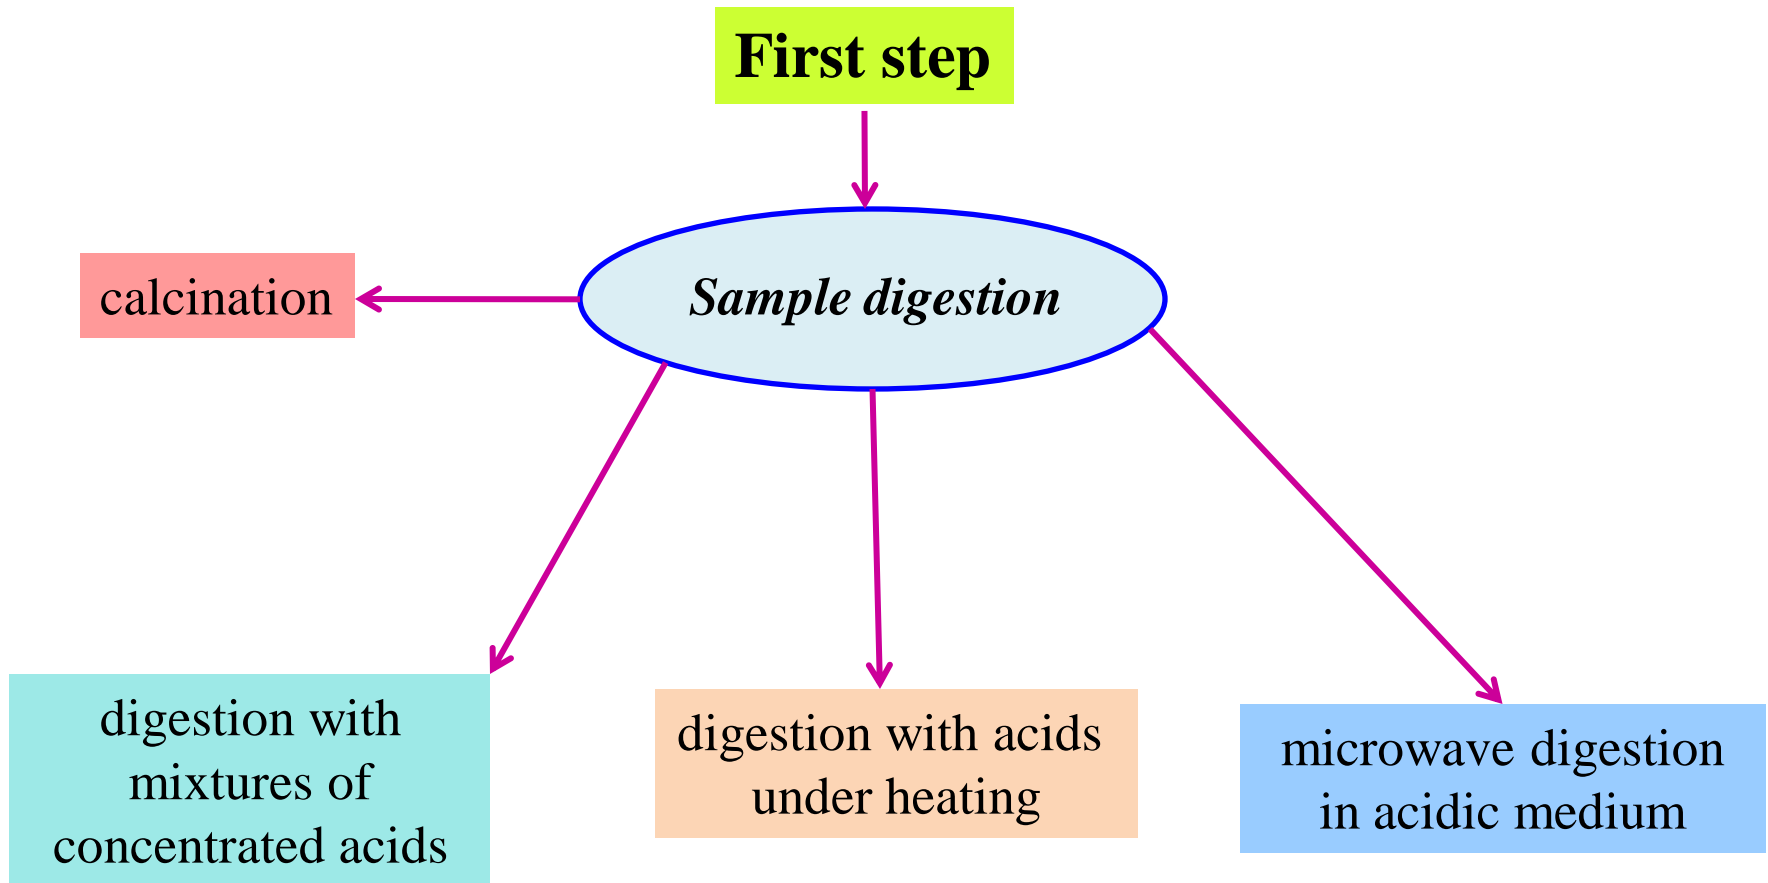 First step
Sample digestion
calcination
digestion with
mixtures of
concentrated acids
digestion with acids
under heating
microwave digestion
in acidic medium